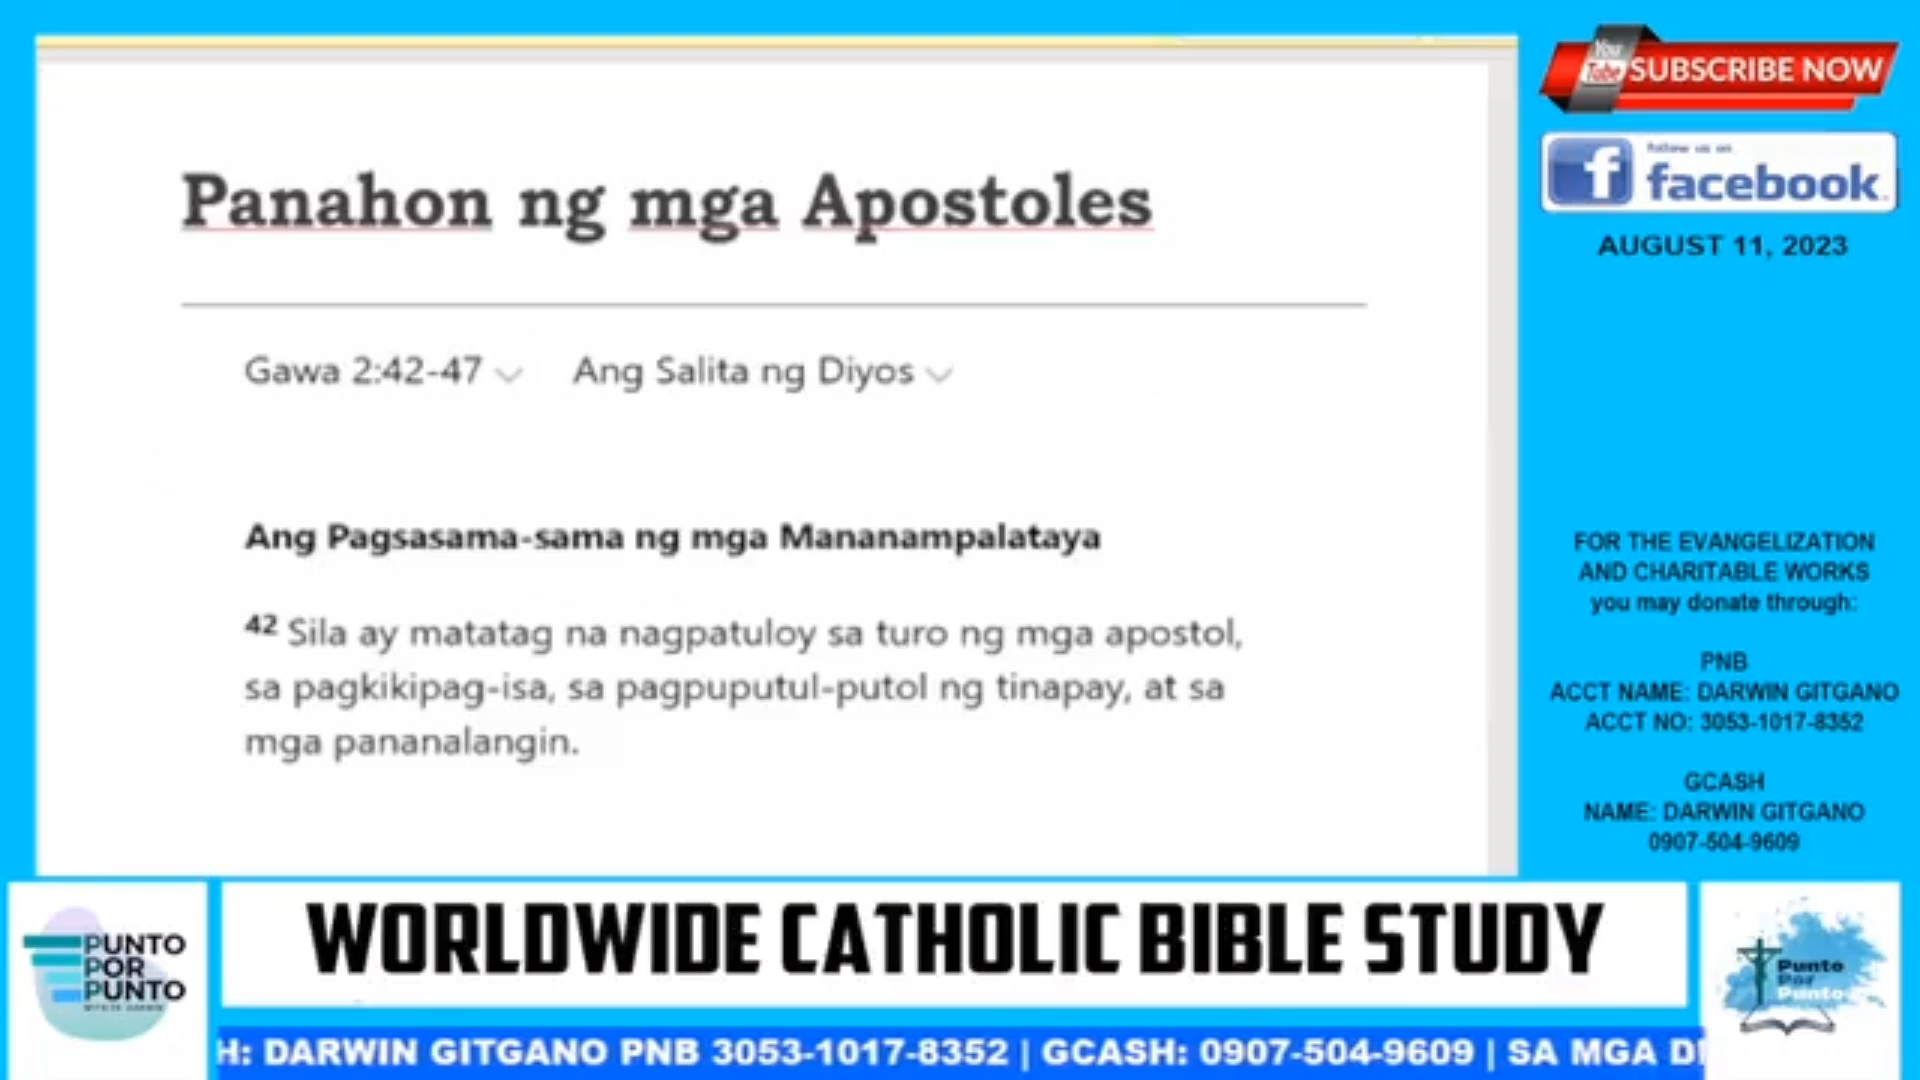 Panahon ng mga Apostoles
Gawa 2:42-47 Ang Salita ng Diyos
Ang Pagsasama-sama ng mga Mananampalataya
42 Sila ay matatag na nagpatuloy sa turo ng mga apostol,
sa pagkikipag-isa, sa pagpuputul-putol ng tinapay, at sa
mga pananalangin.
You
Tube
SUBSCRIBE NOW
follow us on
facebook
AUGUST 11, 2023
FOR THE EVANGELIZATION
AND CHARITABLE WORKS
you may donate through:
PNB
ACCT NAME: DARWIN GITGANO
ACCT NO: 3053-1017-8352
GCASH
NAME: DARWIN GITGANO
0907-504-9609
PUNTO
POR
PUNTO
WORLDWIDE CATHOLIC BIBLE STUDY
Punto
Por
Punto
H: DARWIN GITGANO PNB 3053-1017-8352 | GCASH: 0907-504-9609 | SA MGA